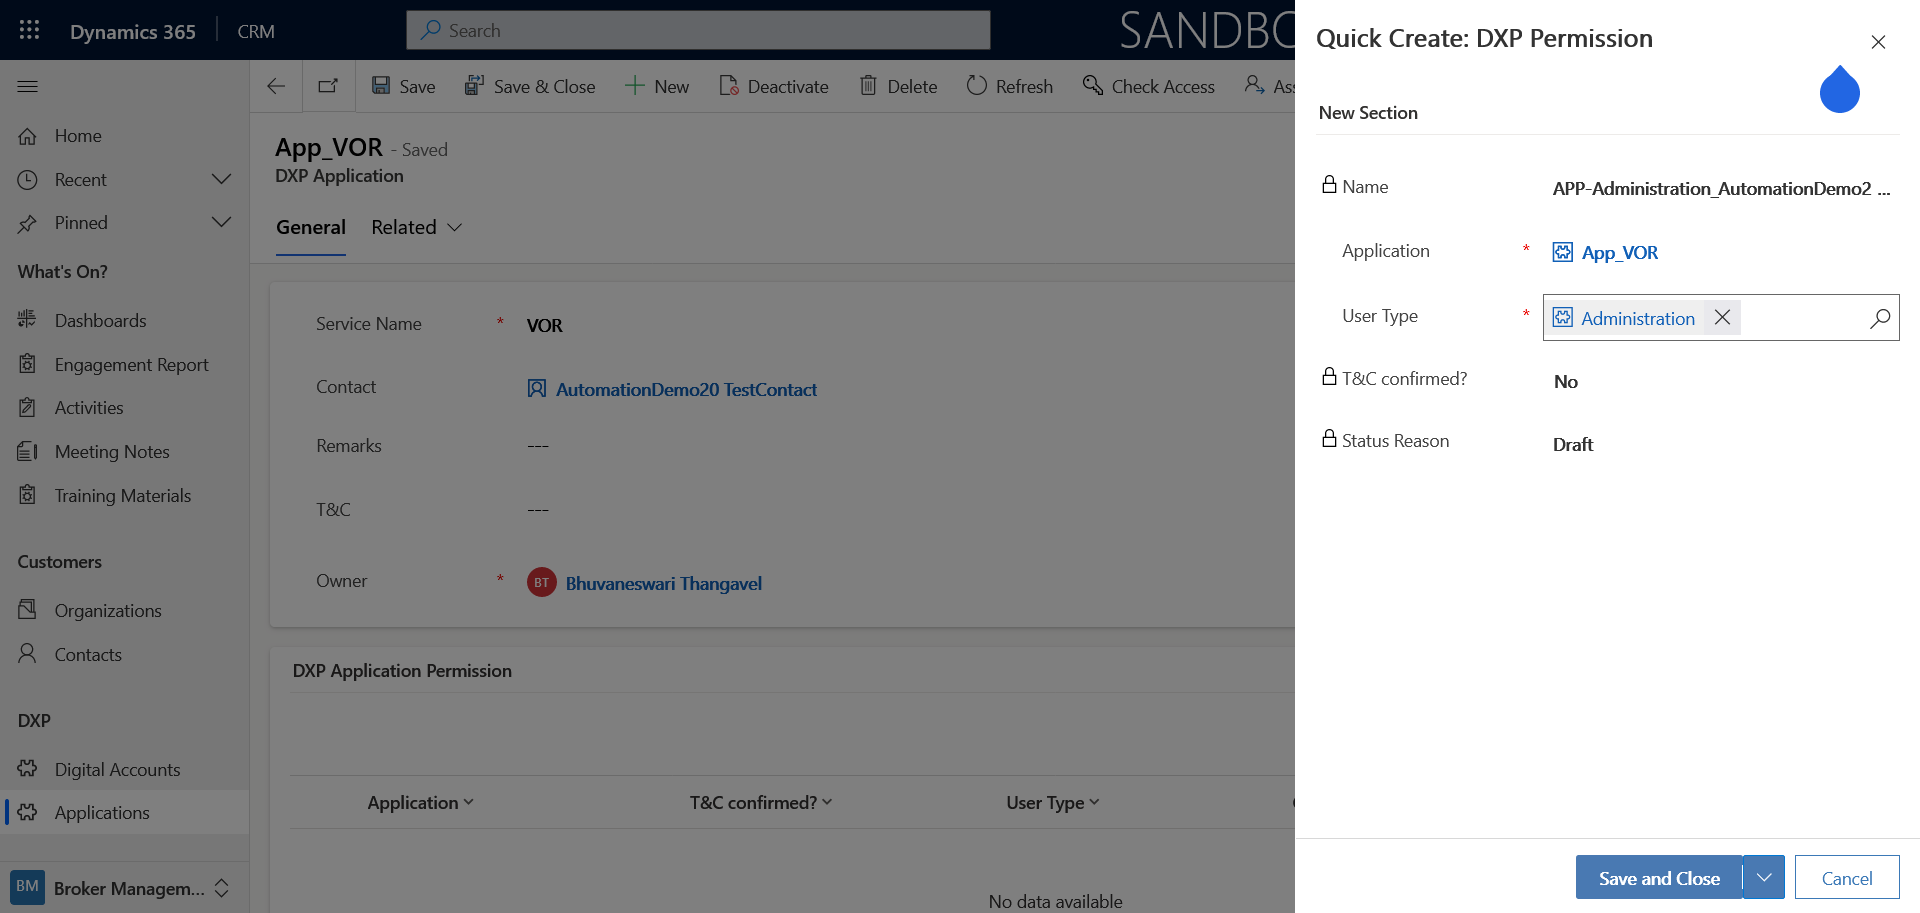 Dynamics 365
CRM
Search
SANDBO
Home
Recent
Pinned
What's On?
Dashboards
Engagement Report
Activities
Meeting Notes
Training Materials
Customers
Organizations
Contacts
DXP
Digital Accounts
Applications
BM Broker Managem...
Save
Save & Close
New
Deactivate
Delete
Refresh
Check Access
Ass
App_VOR - Saved
DXP Application
General
Related
Service Name * VOR
Contact AutomationDemo20 TestContact
Remarks ---
T&C ---
Owner * BT Bhuvaneswari Thangavel
DXP Application Permission
Application T&C confirmed? User Type
No data available
Quick Create: DXP Permission
New Section
Name APP-Administration_AutomationDemo2 ...
Application * App_VOR
User Type * Administration
T&C confirmed? No
Status Reason Draft
Save and Close
Cancel